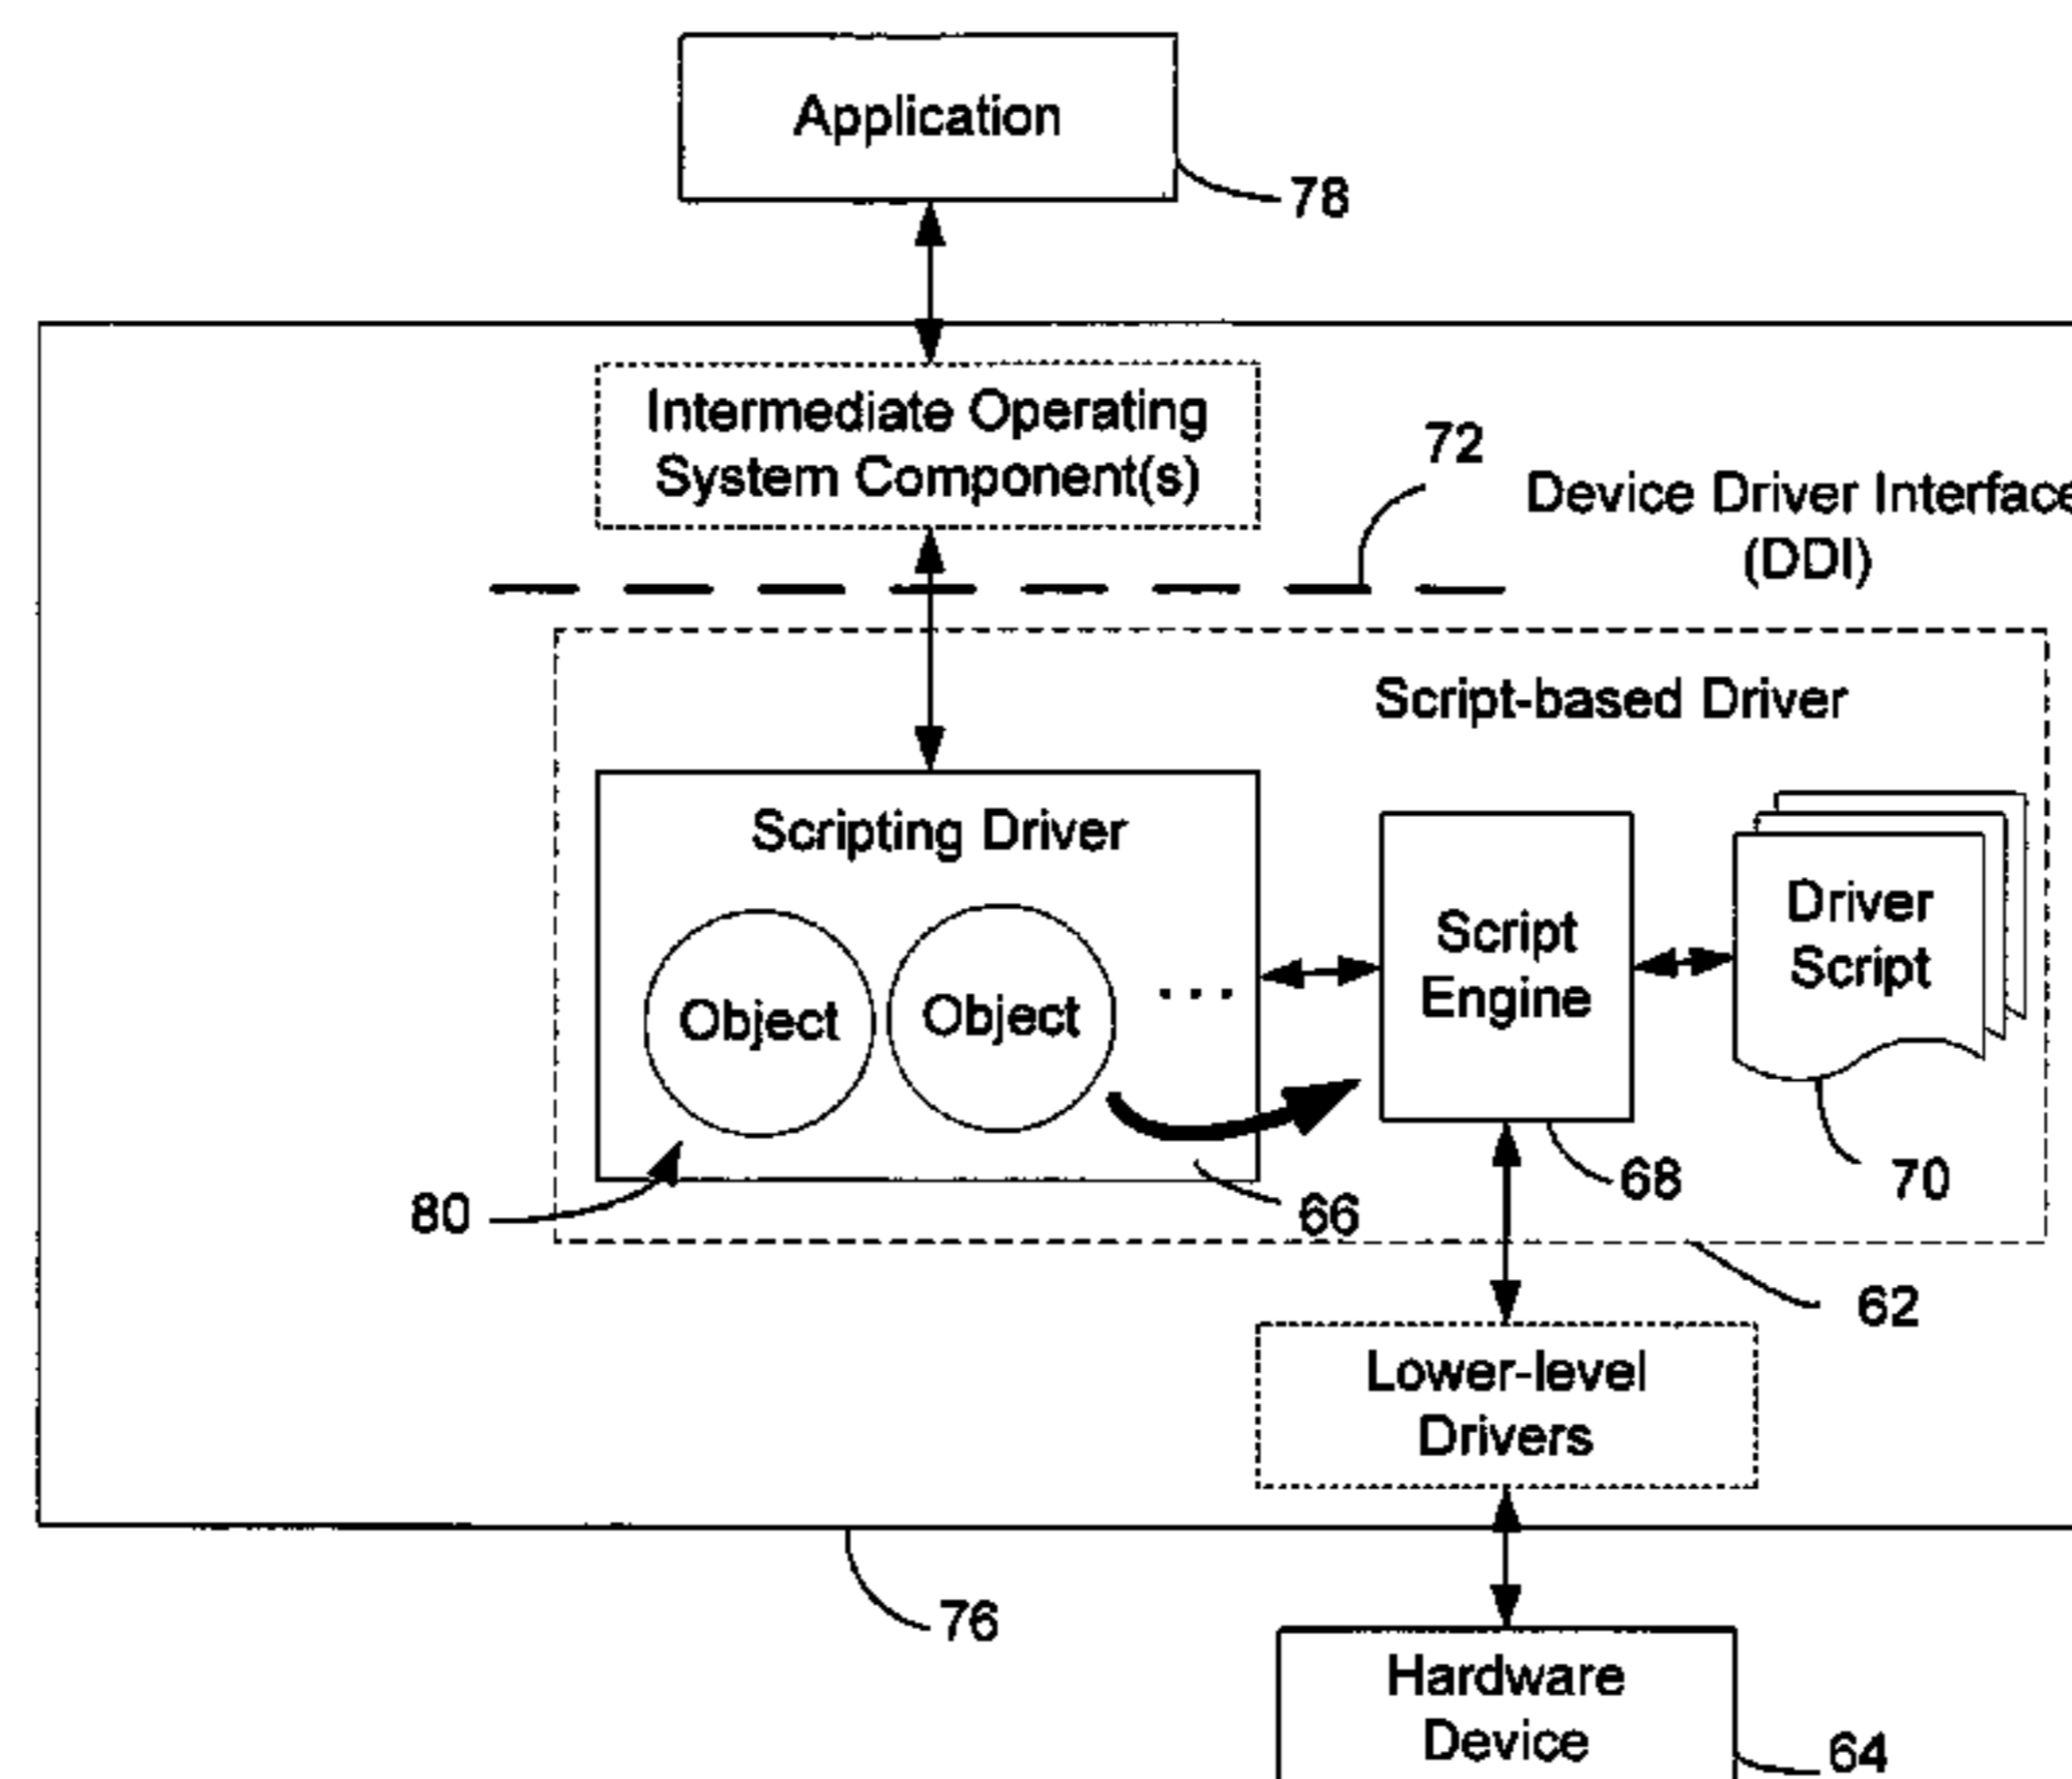 Application
78
Intermediate Operating
System Component(s)
72
Device Driver Interface
(DDI)
Script-based Driver
Scripting Driver
Object
Object
...
Script
Engine
Driver
Script
80
66
68
70
62
Lower-level
Drivers
76
Hardware
Device
64